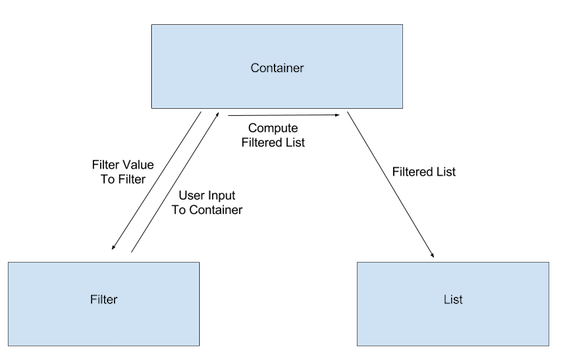 Container
Compute
Filtered List
Filter Value
To Filter
User Input
To Container
Filtered List
Filter
List